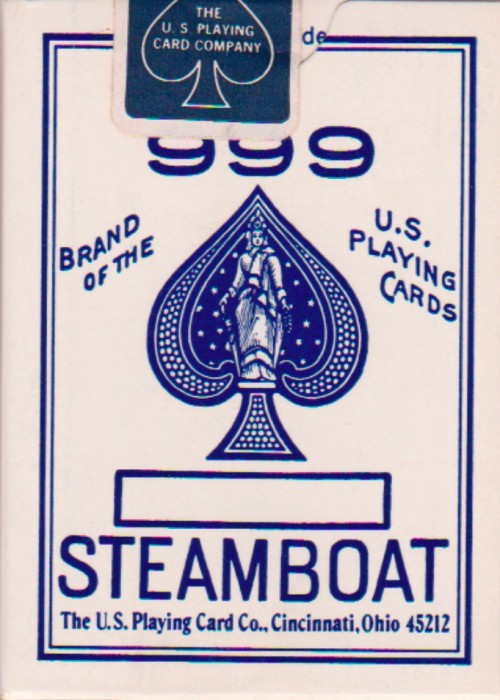 THE
U. S. PLAYING
CARD COMPANY
de
999
BRAND
OF THE
U.S.
PLAYING
CARDS
STEAMBOAT
The U.S. Playing Card Co., Cincinnati, Ohio 45212